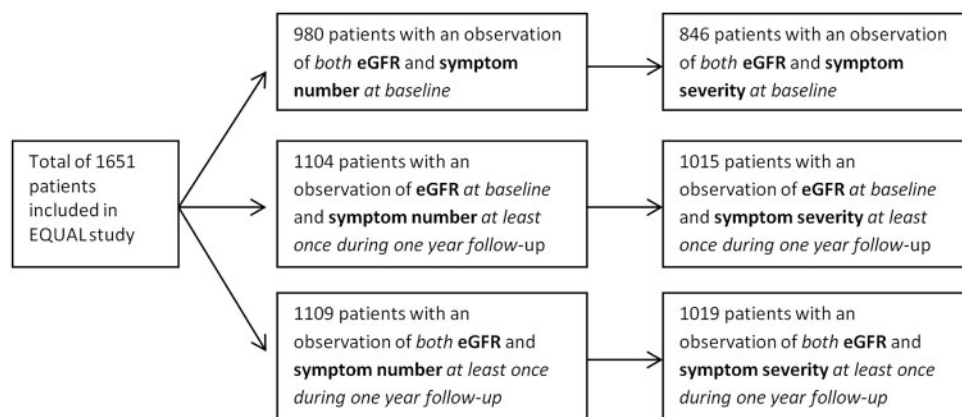 980 patients with an observation
of both eGFR and symptom
number at baseline
846 patients with an observation
of both eGFR and symptom
severity at baseline
Total of 1651
patients
included in
EQUAL study
1104 patients with an
observation of eGFR at baseline
and symptom number at least
once during one year follow-up
1015 patients with an
observation of eGFR at baseline
and symptom severity at least
once during one year follow-up
1109 patients with an
observation of both eGFR and
symptom number at least once
during one year follow-up
1019 patients with an
observation of both eGFR and
symptom severity at least once
during one year follow-up